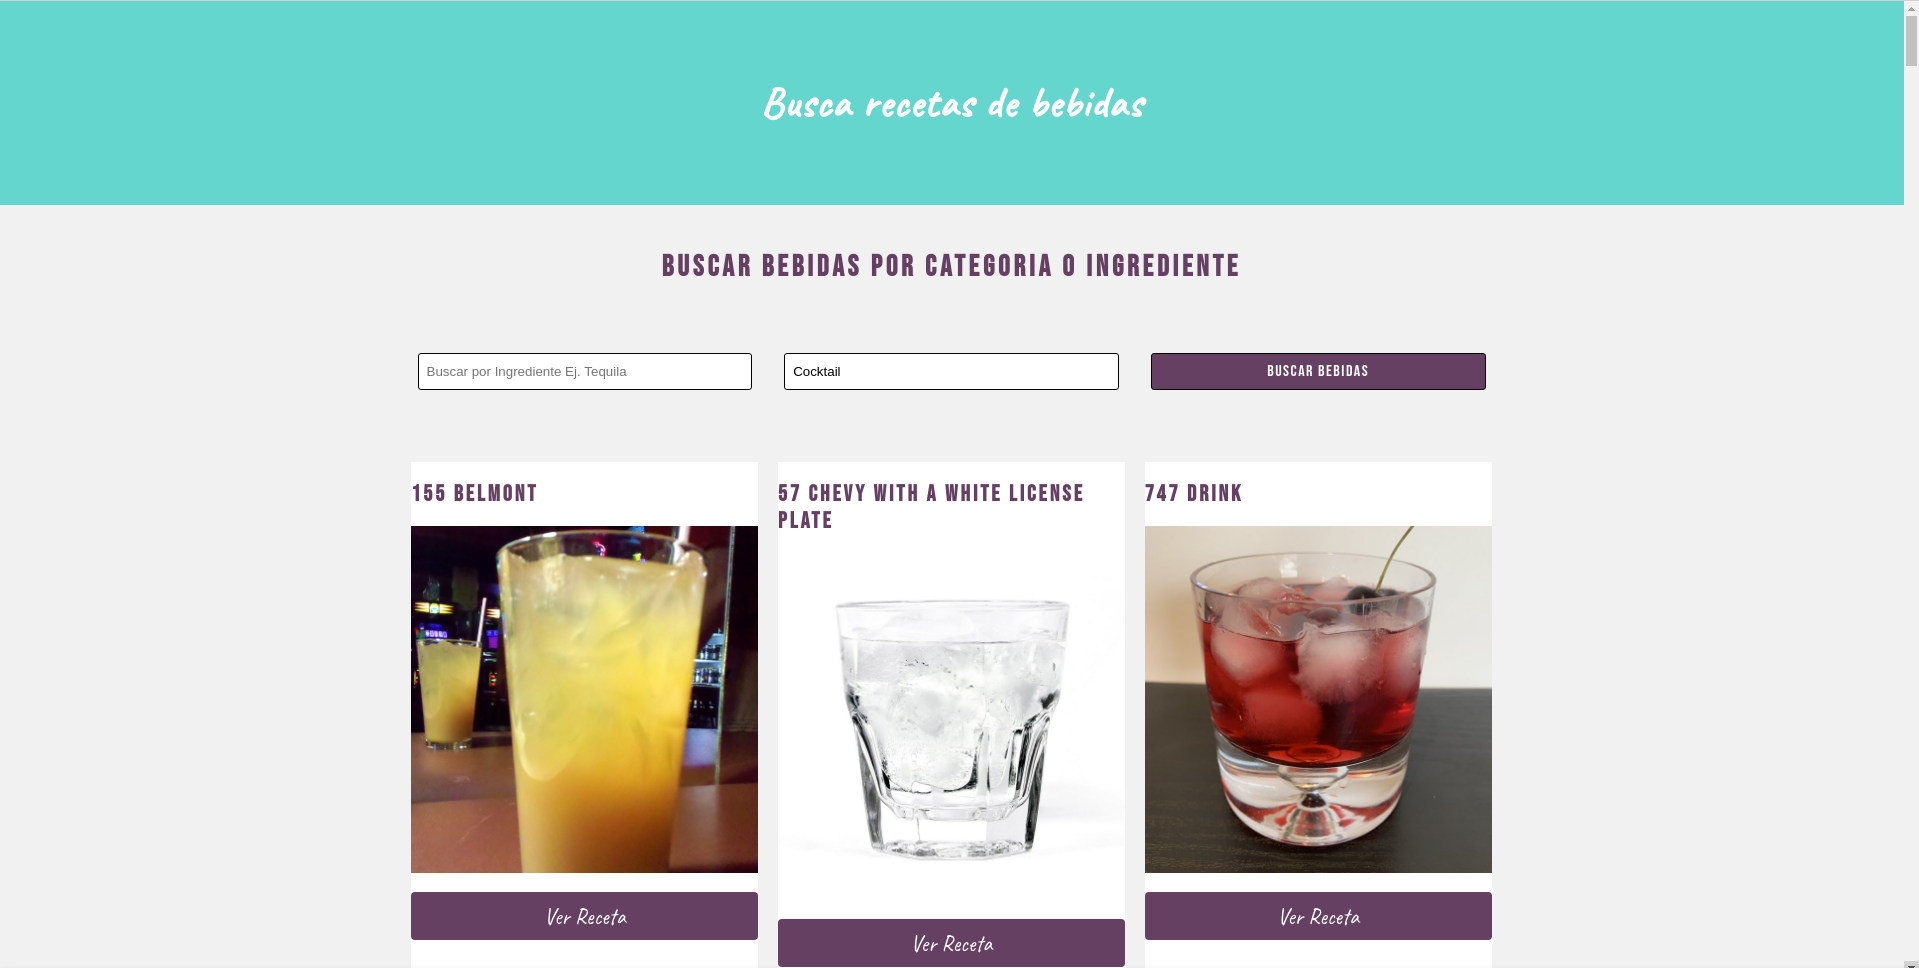 Busca recetas de bebidas
BUSCAR BEBIDAS POR CATEGORIA O INGREDIENTE
Buscar por Ingrediente Ej. Tequila
Cocktail
BUSCAR BEBIDAS
155 BELMONT
57 CHEVY WITH A WHITE LICENSE
PLATE
747 DRINK
Ver Receta
Ver Receta
Ver Receta